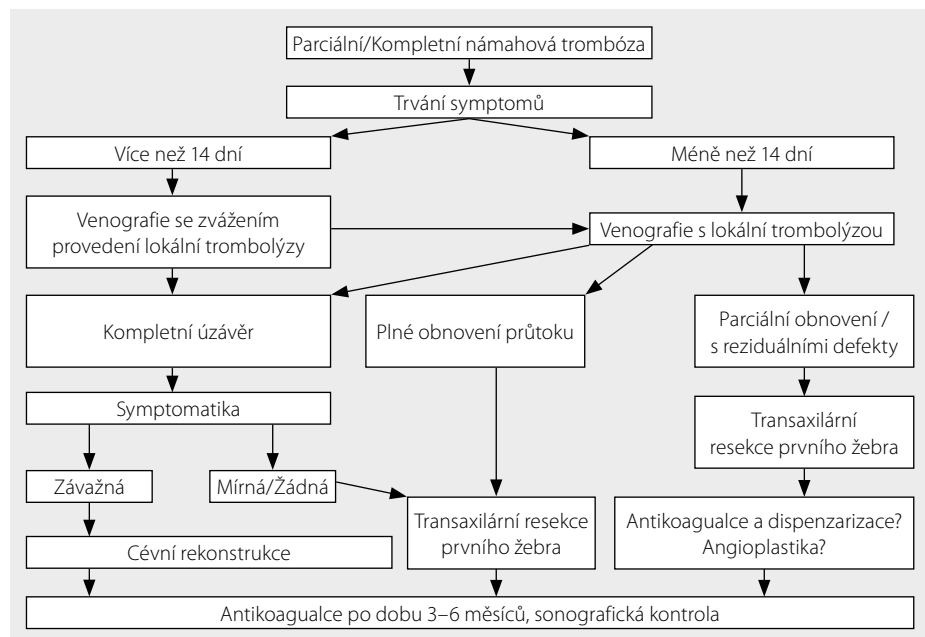 Parciální/Kompletní námahová trombóza
Trvání symptomů
Více než 14 dní
Méně než 14 dní
Venografie se zvážením
provedení lokální trombolýzy
Venografie s lokální trombolýzou
Kompletní úzávěr
Plné obnovení průtoku
Parciální obnovení /
s reziduálními defekty
Symptomatika
Transaxilární
resekce prvního žebra
Závažná
Mírná/Žádná
Transaxilární resekce
prvního žebra
Antikoagualce a dispenzarizace?
Angioplastika?
Cévní rekonstrukce
Antikoagualce po dobu 3–6 měsíců, sonografická kontrola